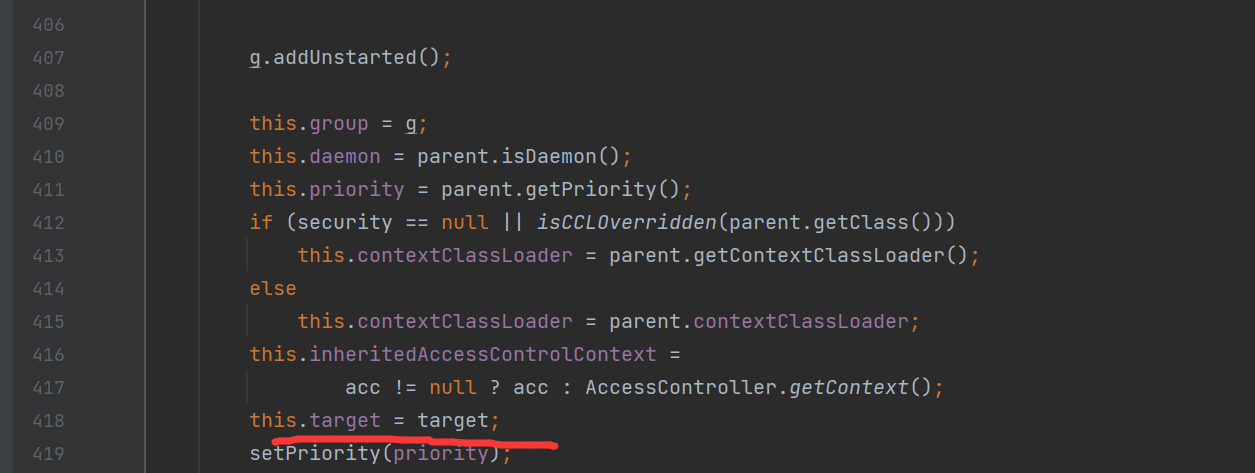 406
407 g.addUnstarted();
408
409 this.group = g;
410 this.daemon = parent.isDaemon();
411 this.priority = parent.getPriority();
412 if (security == null || isCCLOverridden(parent.getClass()))
413 this.contextClassLoader = parent.getContextClassLoader();
414 else
415 this.contextClassLoader = parent.contextClassLoader;
416 this.inheritedAccessControlContext =
417 acc != null ? acc : AccessController.getContext();
418 this.target = target;
419 setPriority(priority);